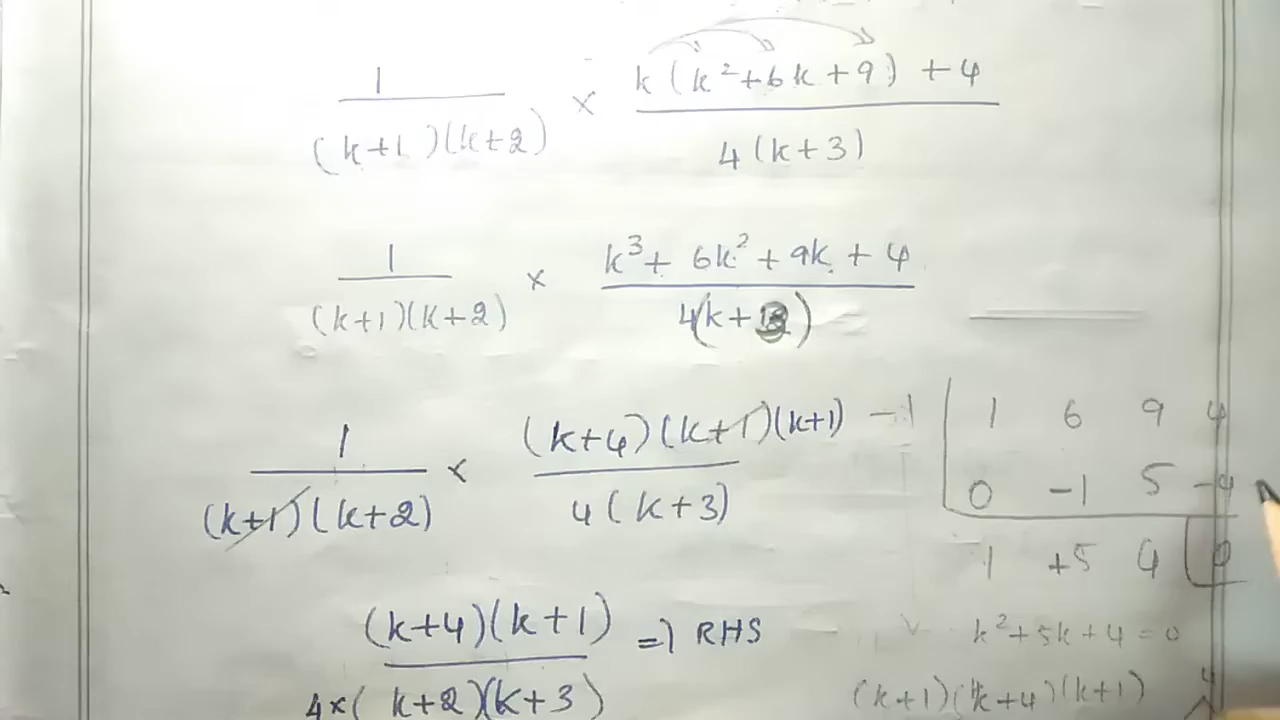 1 / (k+1)(k+2) × k(k²+6k+9)+4 / 4(k+3)
1 / (k+1)(k+2) × k³+6k²+9k+4 / 4(k+3)
1 / (k+1)(k+2) × (k+4)(k+1)(k+1) / 4(k+3)
(k+4)(k+1) / 4×(k+2)(k+3) => RHS
-1 | 1 6 9 4
0 -1 5 -4
1 +5 4 | 0
k²+5k+4=0
(k+1)(k+4)(k+1)
4